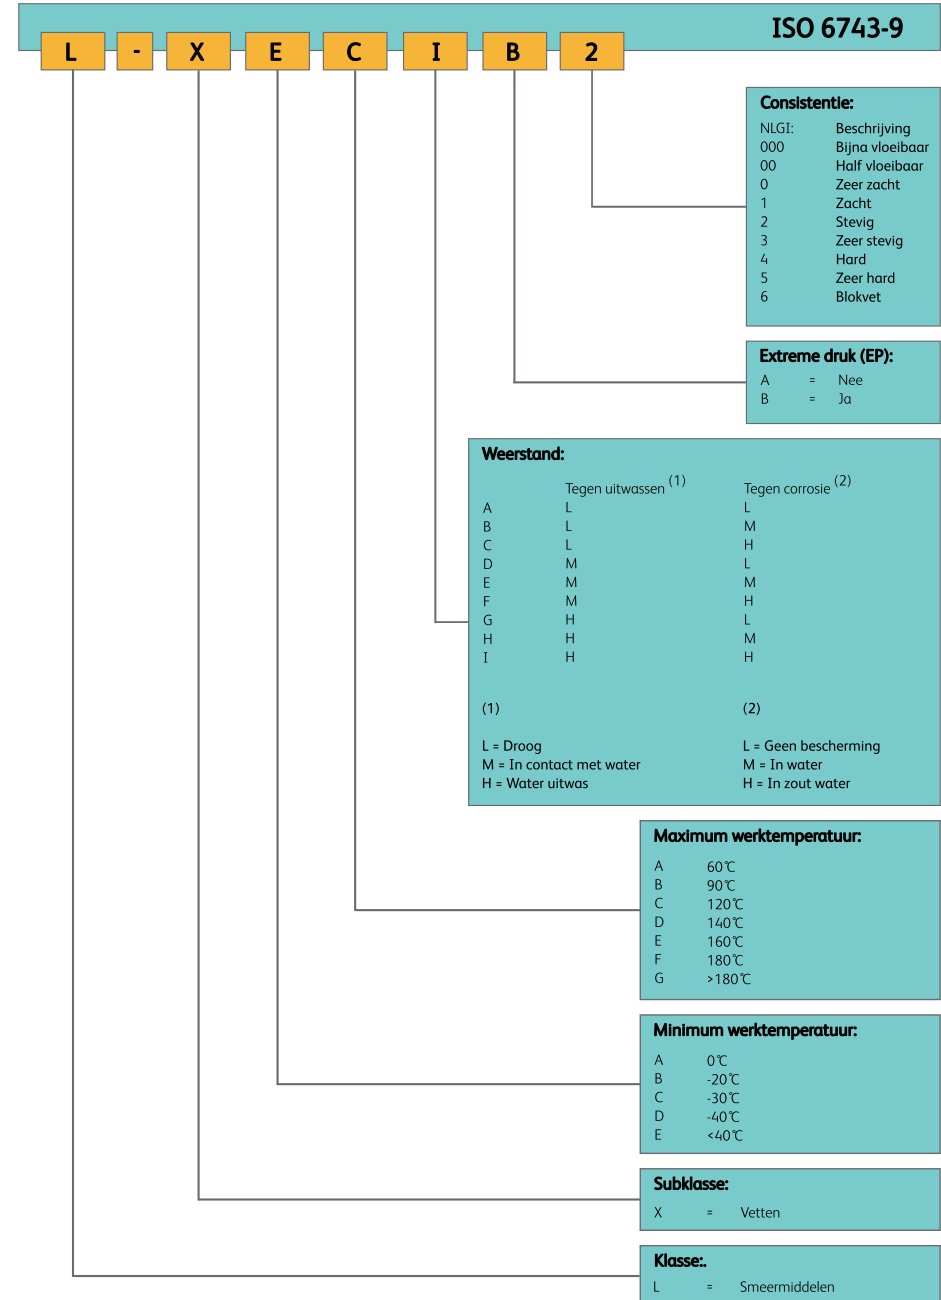 ISO 6743-9
L - X E C I B 2
Consistentie:
NLGI: Beschrijving
000 Bijna vloeibaar
00 Half vloeibaar
0 Zeer zacht
1 Zacht
2 Stevig
3 Zeer stevig
4 Hard
5 Zeer hard
6 Blokvet
Extreme druk (EP):
A = Nee
B = Ja
Weerstand:
Tegen uitwassen (1) Tegen corrosie (2)
A L L
B L M
C L H
D M L
E M M
F M H
G H L
H H M
I H H
(1) (2)
L = Droog L = Geen bescherming
M = In contact met water M = In water
H = Water uitwas H = In zout water
Maximum werktemperatuur:
A 60°C
B 90°C
C 120°C
D 140°C
E 160°C
F 180°C
G >180°C
Minimum werktemperatuur:
A 0°C
B -20°C
C -30°C
D -40°C
E <40°C
Subklasse:
X = Vetten
Klasse:.
L = Smeermiddelen